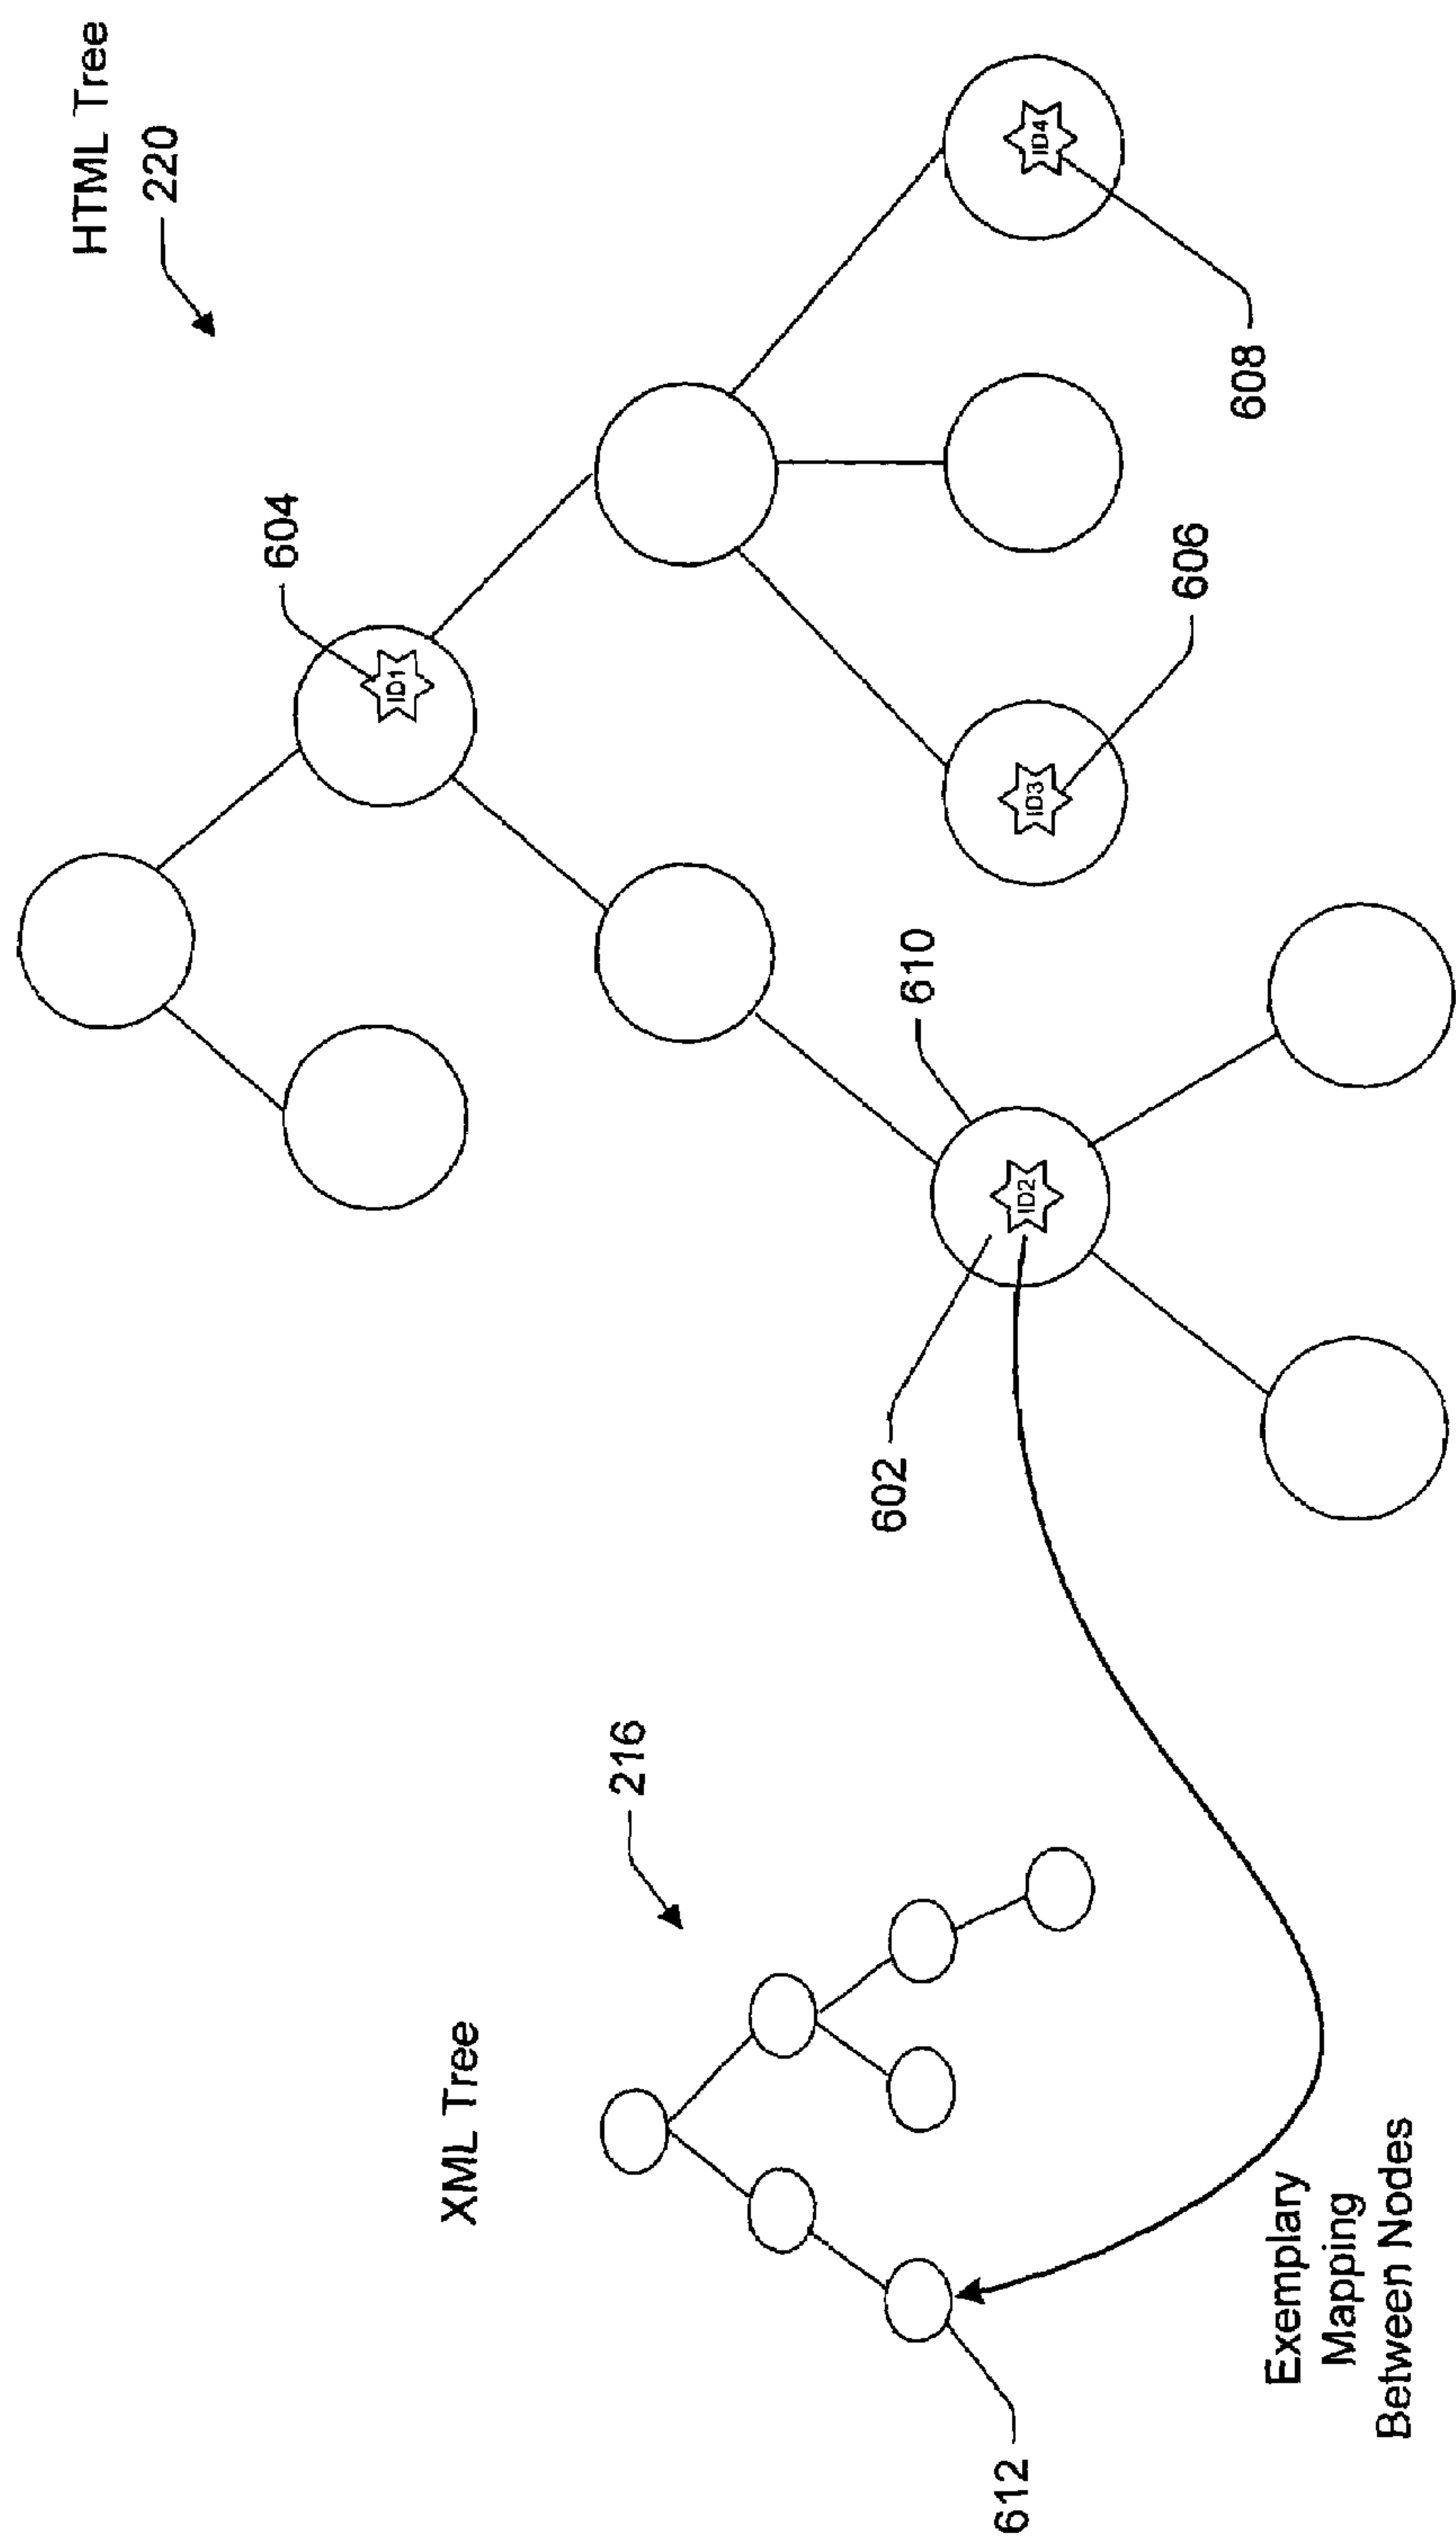 HTML Tree
220
604
XML Tree
216
610
602
606
608
ID1
ID2
ID3
ID4
612
Exemplary
Mapping
Between Nodes